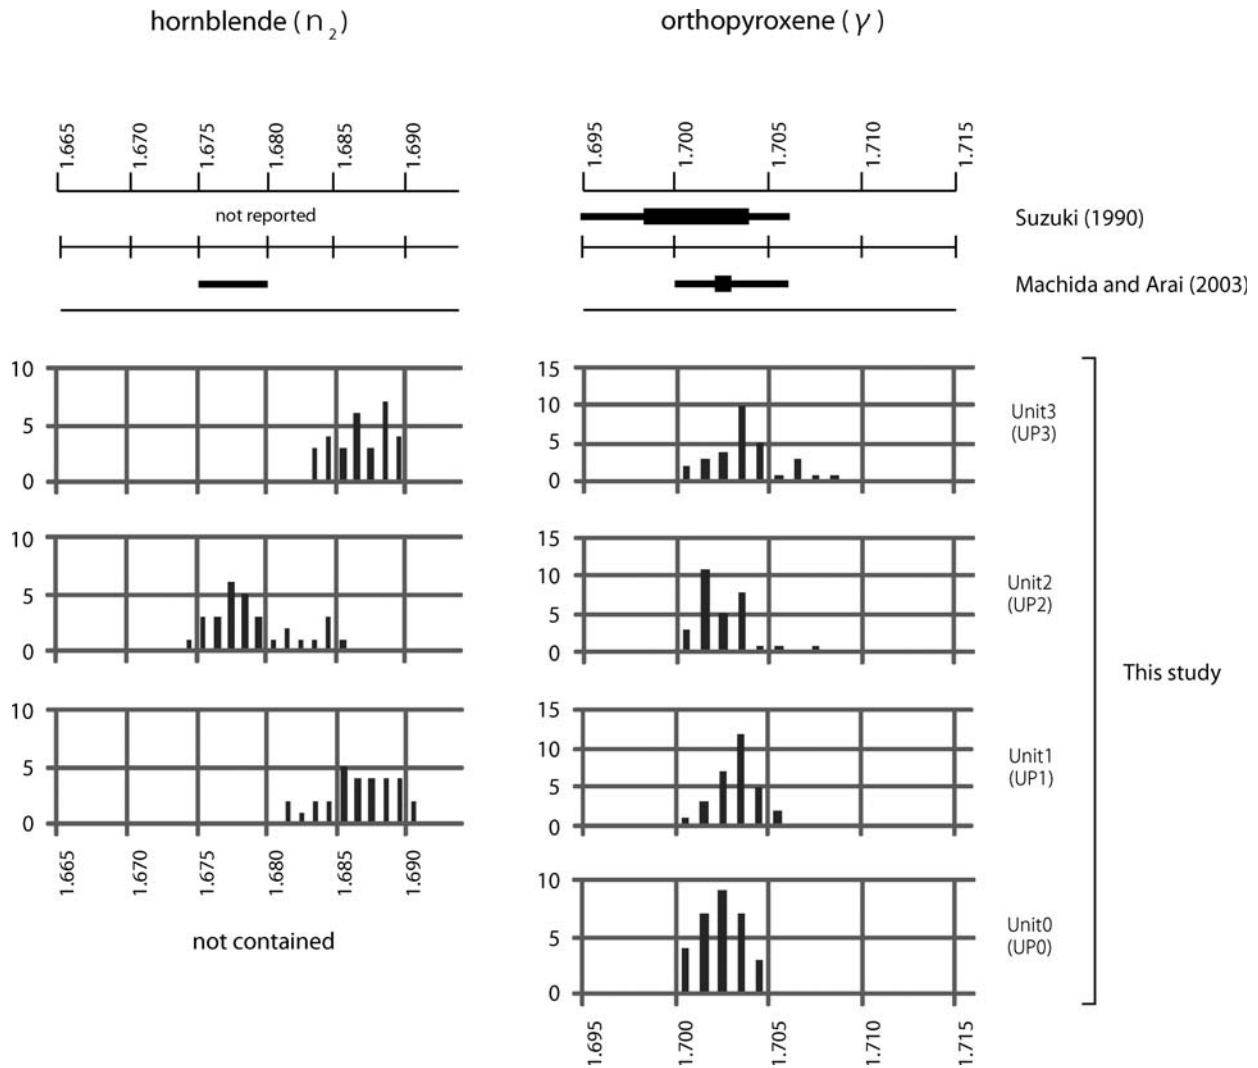 hornblende ( n 2 )
orthopyroxene ( γ )
1.665 1.670 1.675 1.680 1.685 1.690
1.695 1.700 1.705 1.710 1.715
not reported
Suzuki (1990)
Machida and Arai (2003)
10
5
0
15
10
5
0
Unit3
(UP3)
10
5
0
15
10
5
0
Unit2
(UP2)
This study
10
5
0
15
10
5
0
Unit1
(UP1)
1.665 1.670 1.675 1.680 1.685 1.690
not contained
10
5
0
Unit0
(UP0)
1.695 1.700 1.705 1.710 1.715